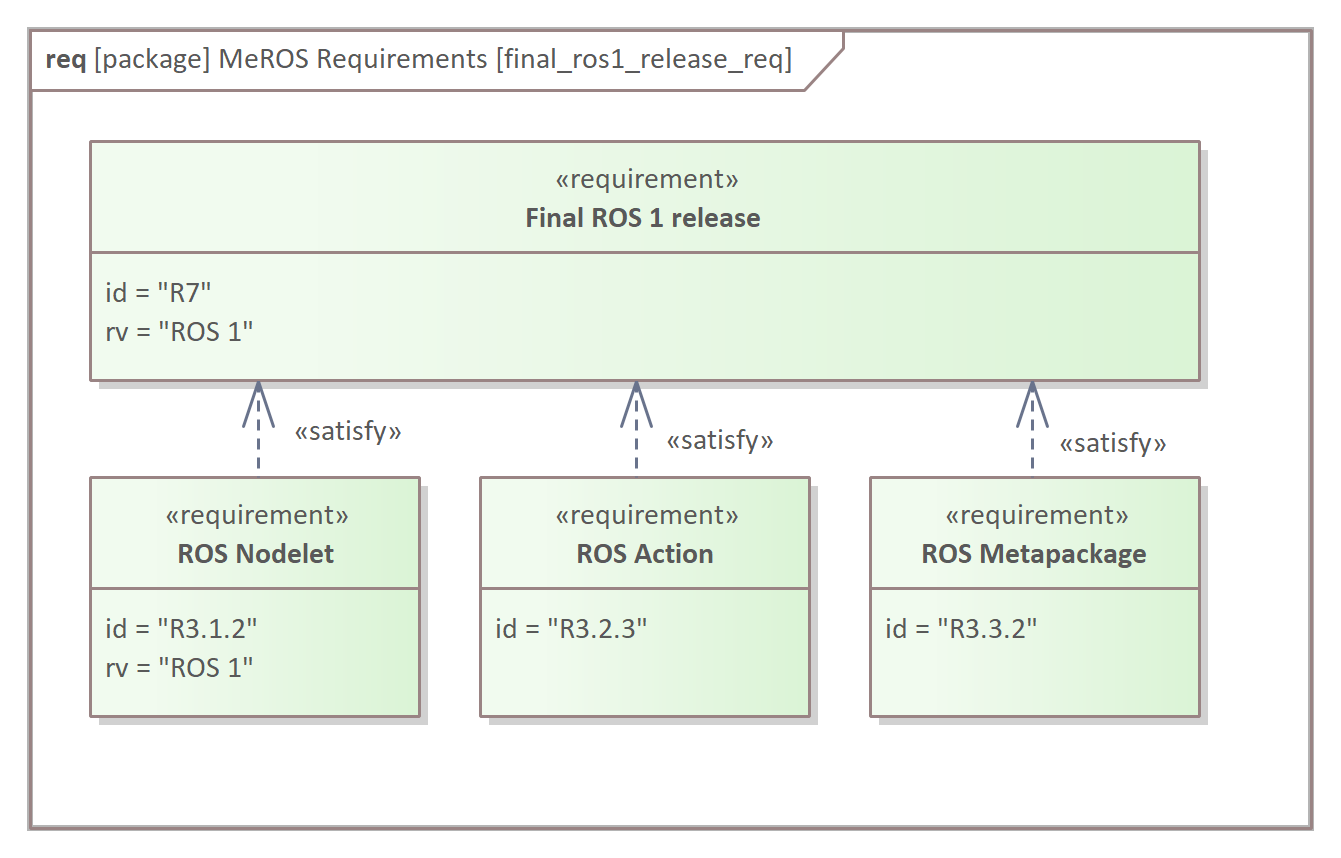 req [package] MeROS Requirements [final_ros1_release_req]
«requirement»
Final ROS 1 release
id = "R7"
rv = "ROS 1"
«satisfy»
«satisfy»
«satisfy»
«requirement»
ROS Nodelet
id = "R3.1.2"
rv = "ROS 1"
«requirement»
ROS Action
id = "R3.2.3"
«requirement»
ROS Metapackage
id = "R3.3.2"